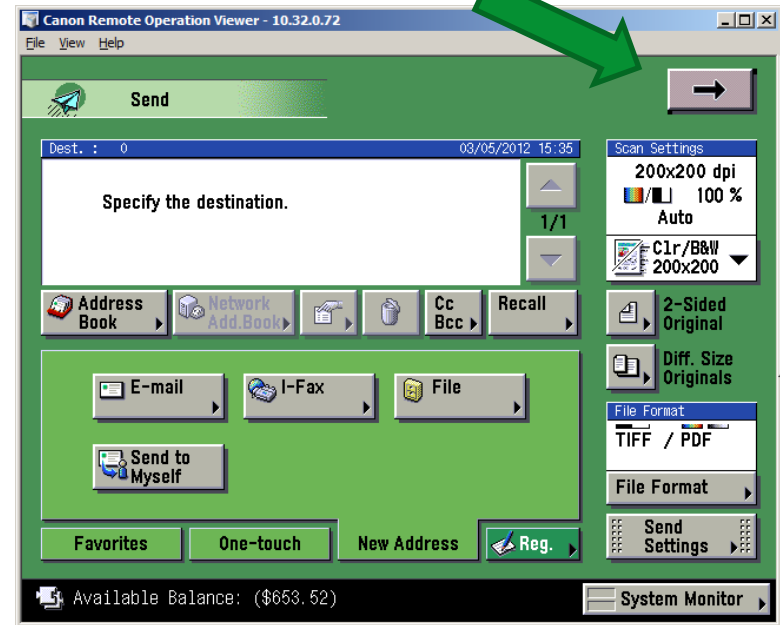 Canon Remote Operation Viewer - 10.32.0.72
File View Help
Send
Dest. : 0 03/05/2012 15:35
Specify the destination.
1/1
Address
Book
Network
Add.Book
Cc
Bcc
Recall
E-mail
I-Fax
File
Send to
Myself
Favorites
One-touch
New Address
Reg.
Scan Settings
200x200 dpi
/ 100 %
Auto
Clr/B&W
200x200
2-Sided
Original
Diff. Size
Originals
File Format
TIFF / PDF
File Format
Send
Settings
Available Balance: ($653.52)
System Monitor